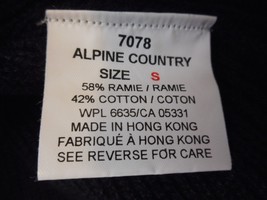 7078
ALPINE COUNTRY
SIZE S
58% RAMIE / RAMIE
42% COTTON / COTON
WPL 6635/CA 05331
MADE IN HONG KONG
FABRIQUÉ À HONG KONG
SEE REVERSE FOR CARE